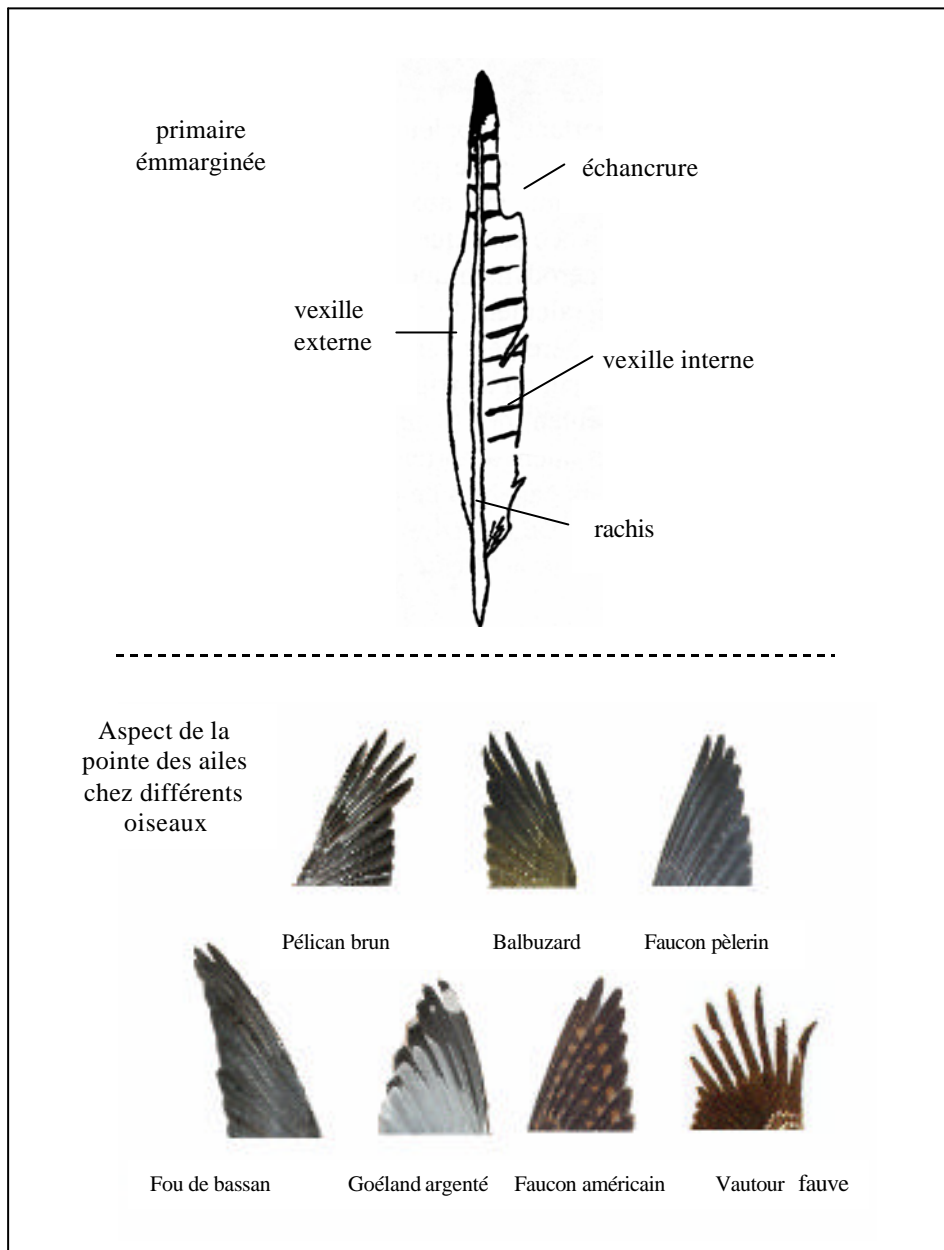 primaire
émmarginée
échancrure
vexille
externe
vexille interne
rachis
Aspect de la
pointe des ailes
chez différents
oiseaux
Pélican brun
Balbuzard
Faucon pèlerin
Fou de bassan
Goéland argenté
Faucon américain
Vautour fauve